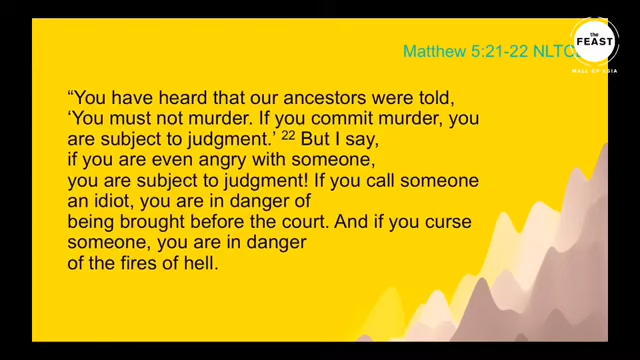 Matthew 5:21-22 NLTC
the
FEAST
MALL OF ASIA
“You have heard that our ancestors were told,
‘You must not murder. If you commit murder, you
are subject to judgment.’ 22 But I say,
if you are even angry with someone,
you are subject to judgment! If you call someone
an idiot, you are in danger of
being brought before the court. And if you curse
someone, you are in danger
of the fires of hell.